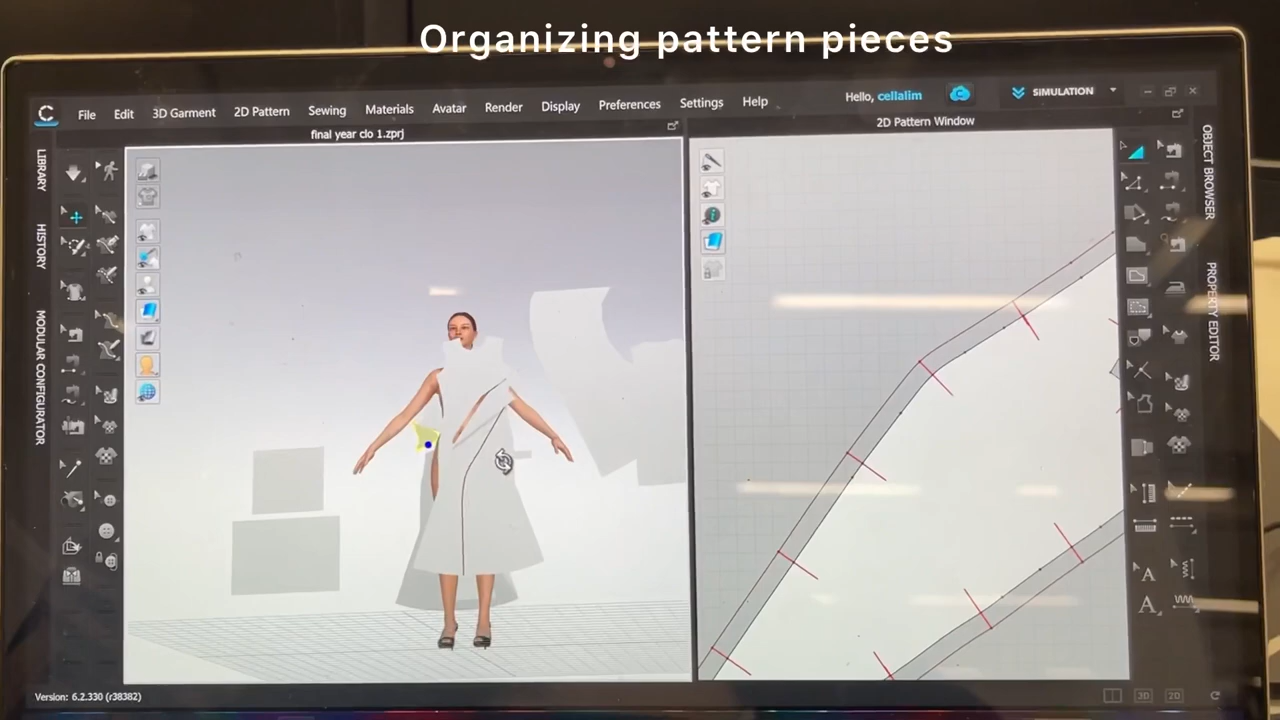 Organizing pattern pieces
File Edit 3D Garment 2D Pattern Sewing Materials Avatar Render Display Preferences Settings Help
Hello, cellalim
SIMULATION
final year clo 1.zprj
2D Pattern Window
LIBRARY
HISTORY
MODULAR CONFIGURATOR
OBJECT BROWSER
PROPERTY EDITOR
A
A
Version: 6.2.330 (r38382)
3D
2D